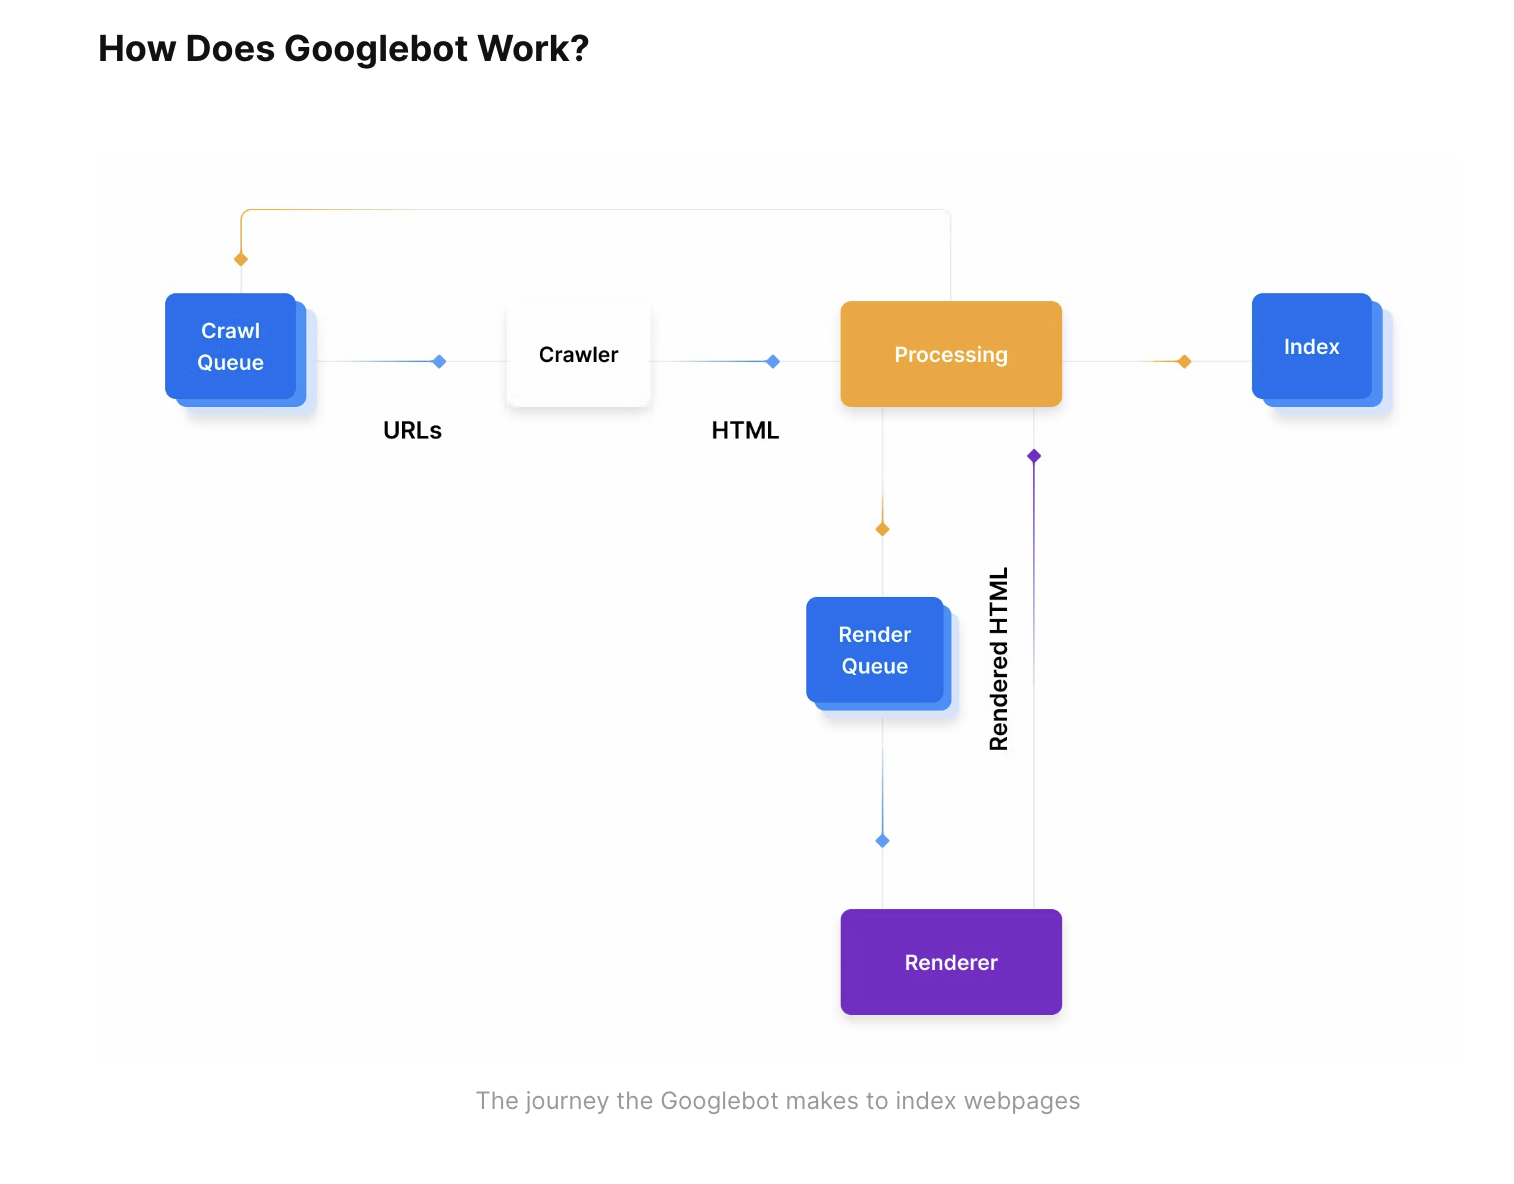 How Does Googlebot Work?
Crawl
Queue
Crawler
Processing
Index
URLs
HTML
Render
Queue
Rendered HTML
Renderer
The journey the Googlebot makes to index webpages